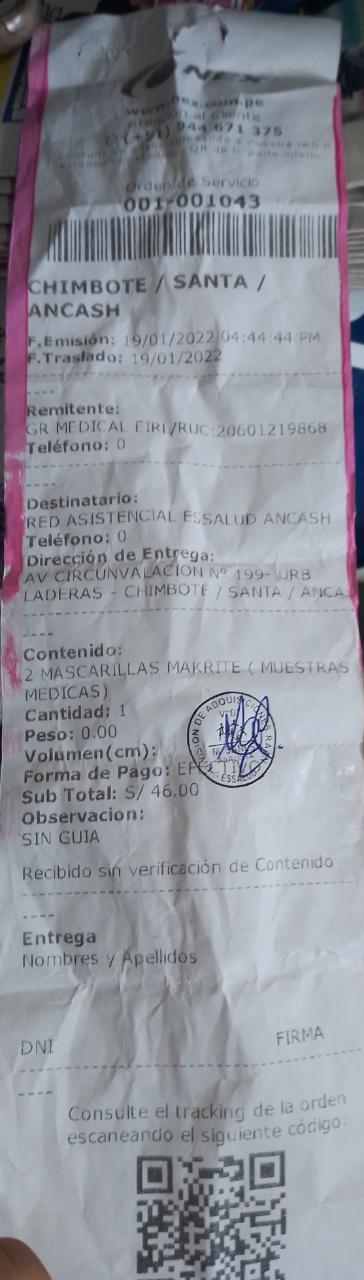 NEX
www.nex.com.pe
Atención al Cliente
(+51) 944 671 375
Orden de Servicio
001-001043
CHIMBOTE / SANTA /
ANCASH
F.Emisión: 19/01/2022 04:44:44 PM
F.Traslado: 19/01/2022
----
Remitente:
GR MEDICAL EIRL/RUC:20601219868
Teléfono: 0
----
Destinatario:
RED ASISTENCIAL ESSALUD ANCASH
Teléfono: 0
Dirección de Entrega:
AV CIRCUNVALACION Nº 199- URB
LADERAS - CHIMBOTE / SANTA / ANCA
----
Contenido:
2 MASCARILLAS MAKRITE ( MUESTRAS
MEDICAS)
Cantidad: 1
Peso: 0.00
Volumen(cm):
Forma de Pago:
Sub Total: S/ 46.00
Observacion:
SIN GUIA
Recibido sin verificación de Contenido
----
Entrega
Nombres y Apellidos
DNI FIRMA
----
Consulte el tracking de la orden
escaneando el siguiente código: